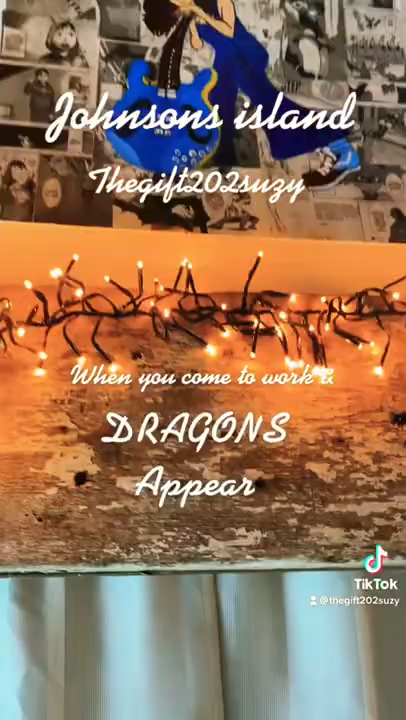 Johnsons island
Thegift202suzy
When you come to work &
DRAGONS
Appear
TikTok
@thegift202suzy